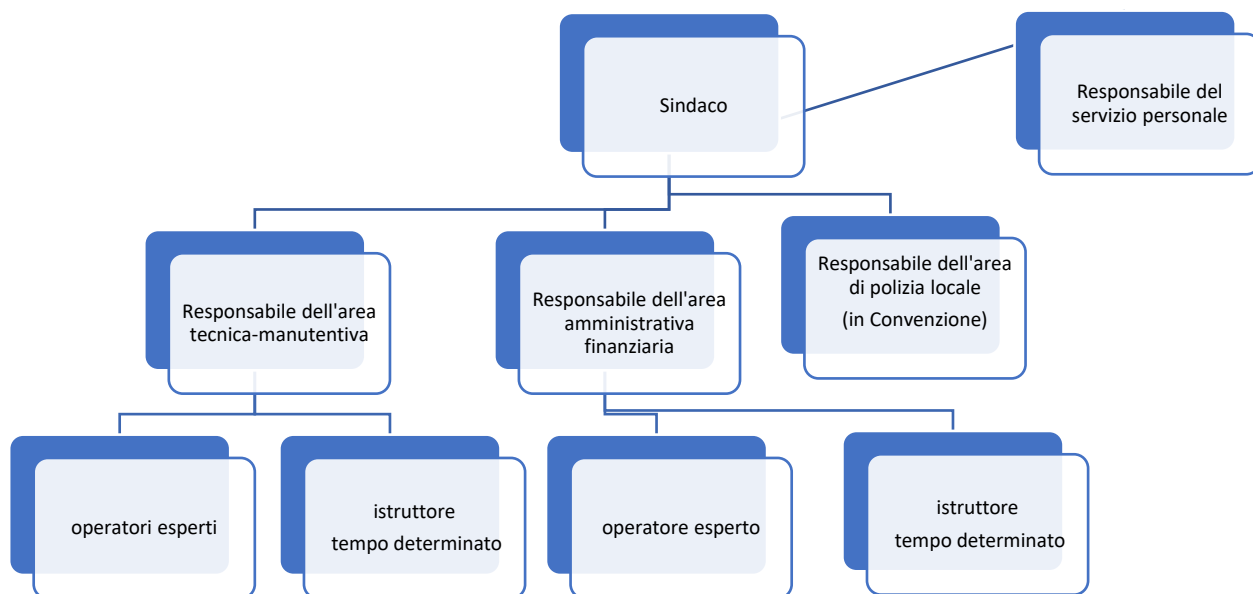 Sindaco
Responsabile del
servizio personale
Responsabile dell'area
tecnica-manutentiva
Responsabile dell'area
amministrativa
finanziaria
Responsabile dell'area
di polizia locale
(in Convenzione)
operatori esperti
istruttore
tempo determinato
operatore esperto
istruttore
tempo determinato